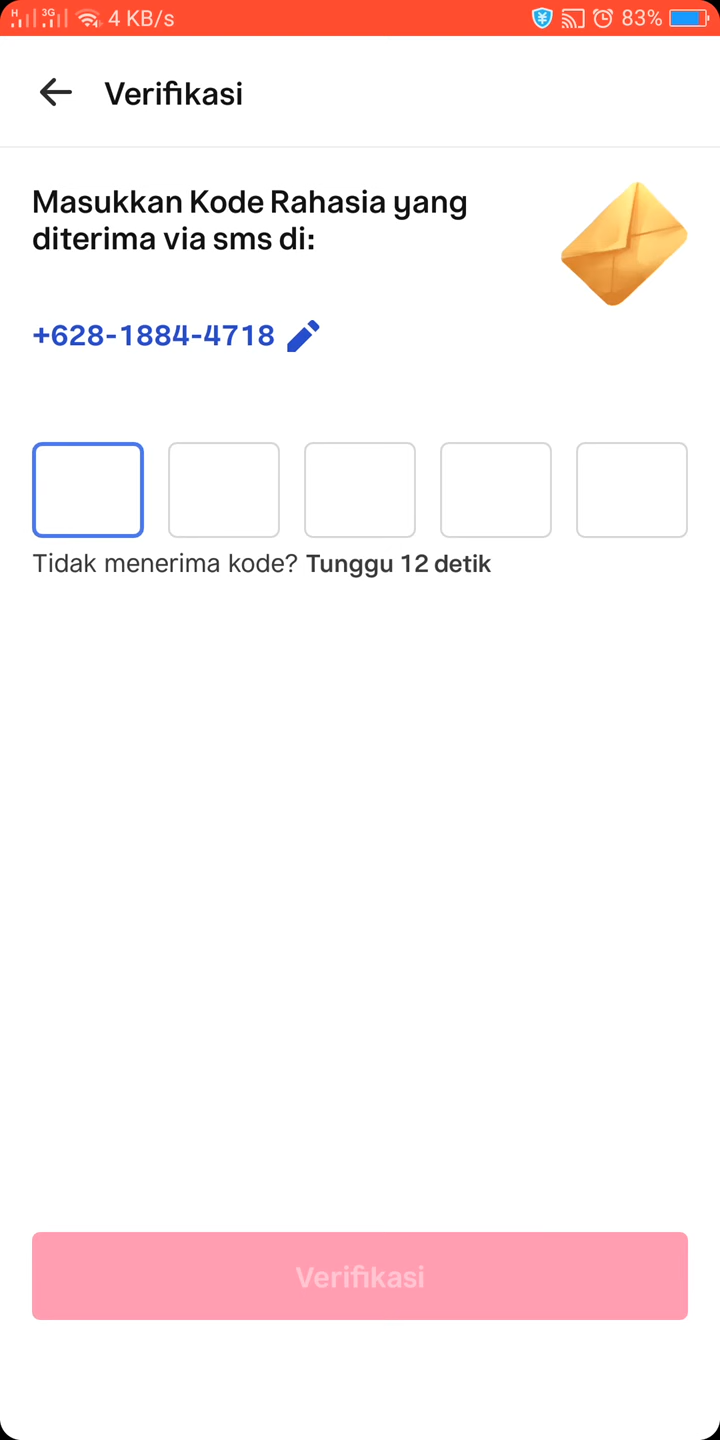 H 3G 4 KB/s 83%
Verifikasi
Masukkan Kode Rahasia yang
diterima via sms di:
+628-1884-4718
Tidak menerima kode? Tunggu 12 detik
Verifikasi